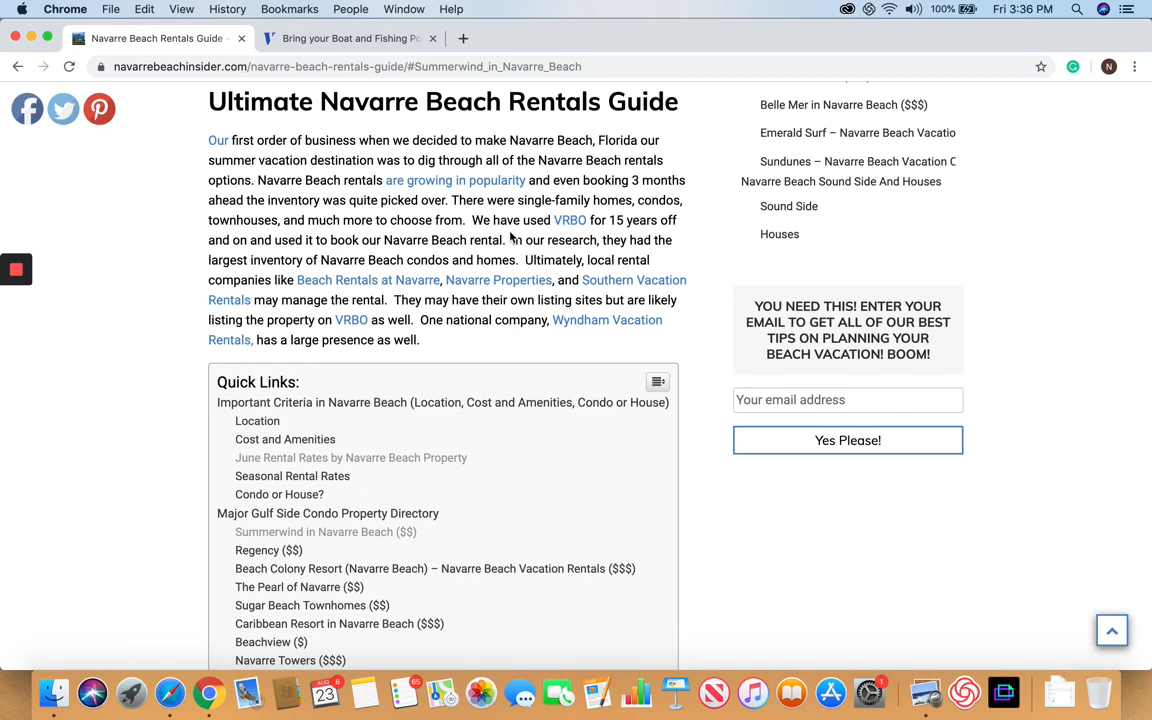 Chrome File Edit View History Bookmarks People Window Help 100% Fri 3:36 PM
Navarre Beach Rentals Guide - Bring your Boat and Fishing Po
navarrebeachinsider.com/navarre-beach-rentals-guide/#Summerwind_in_Navarre_Beach N
Ultimate Navarre Beach Rentals Guide
Our first order of business when we decided to make Navarre Beach, Florida our
summer vacation destination was to dig through all of the Navarre Beach rentals
options. Navarre Beach rentals are growing in popularity and even booking 3 months
ahead the inventory was quite picked over. There were single-family homes, condos,
townhouses, and much more to choose from. We have used VRBO for 15 years off
and on and used it to book our Navarre Beach rental. In our research, they had the
largest inventory of Navarre Beach condos and homes. Ultimately, local rental
companies like Beach Rentals at Navarre, Navarre Properties, and Southern Vacation
Rentals may manage the rental. They may have their own listing sites but are likely
listing the property on VRBO as well. One national company, Wyndham Vacation
Rentals, has a large presence as well.
Quick Links:
Important Criteria in Navarre Beach (Location, Cost and Amenities, Condo or House)
Location
Cost and Amenities
June Rental Rates by Navarre Beach Property
Seasonal Rental Rates
Condo or House?
Major Gulf Side Condo Property Directory
Summerwind in Navarre Beach ($$)
Regency ($$)
Beach Colony Resort (Navarre Beach) – Navarre Beach Vacation Rentals ($$$)
The Pearl of Navarre ($$)
Sugar Beach Townhomes ($$)
Caribbean Resort in Navarre Beach ($$$)
Beachview ($)
Navarre Towers ($$$)
Belle Mer in Navarre Beach ($$$)
Emerald Surf – Navarre Beach Vacatio
Sundunes – Navarre Beach Vacation C
Navarre Beach Sound Side And Houses
Sound Side
Houses
YOU NEED THIS! ENTER YOUR
EMAIL TO GET ALL OF OUR BEST
TIPS ON PLANNING YOUR
BEACH VACATION! BOOM!
Your email address
Yes Please!
AUG 6
23
65
1